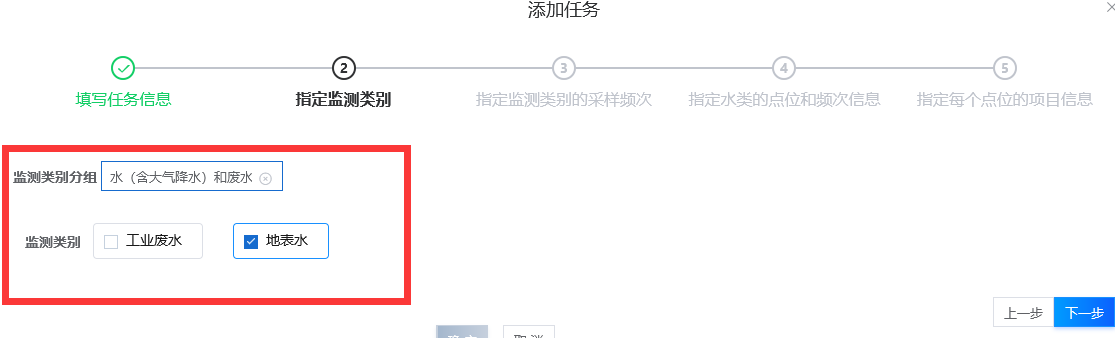 添加任务
2 3 4 5
填写任务信息 指定监测类别 指定监测类别的采样频次 指定水类的点位和频次信息 指定每个点位的项目信息
监测类别分组 水（含大气降水）和废水
监测类别 工业废水 地表水
上一步 下一步
取消